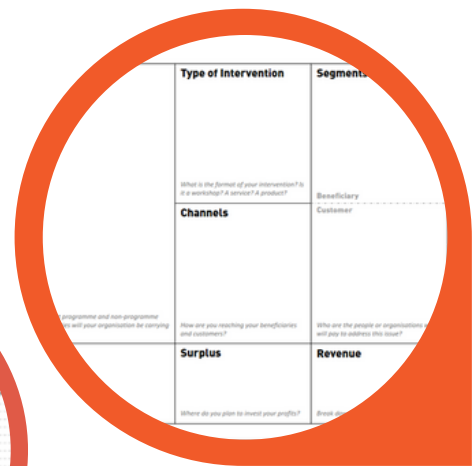 Type of Intervention
Segments
What is the format of your intervention? Is
it a workshop? A service? A product?
Beneficiary
Customer
Channels
programme and non-programme
will your organisation be carrying
How are you reaching your beneficiaries
and customers?
Who are the people or organisations
will pay to address this issue?
Surplus
Revenue
Where do you plan to invest your profits?
Break